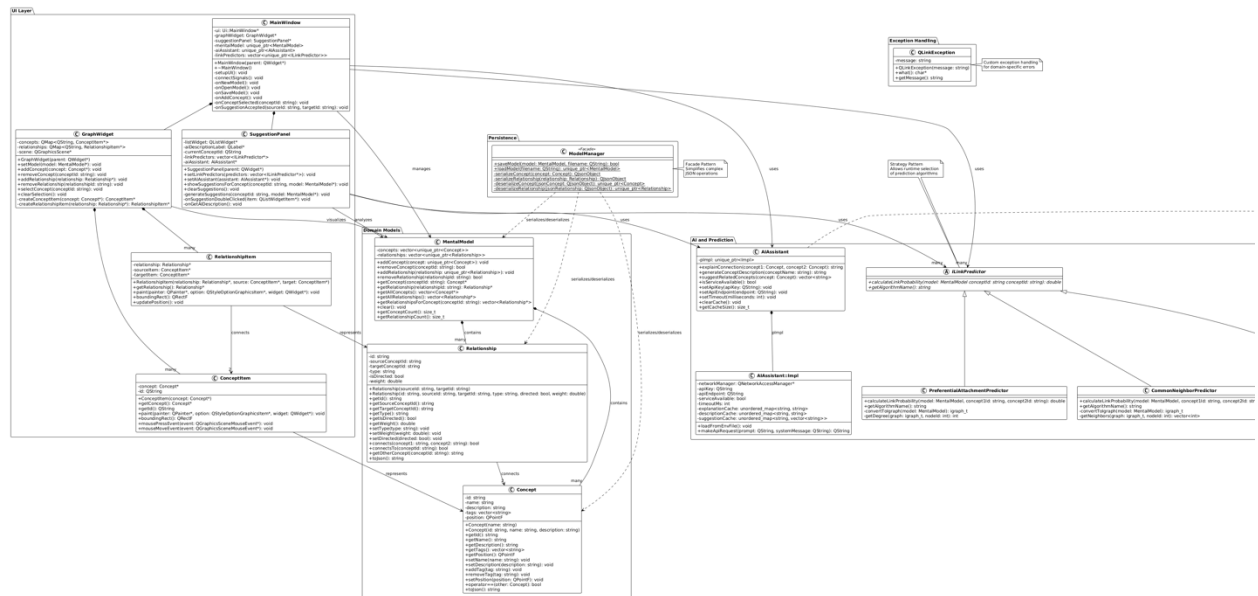 UI Layer
MainWindow
-ui: Ui::MainWindow*
-graphWidget: GraphWidget*
-suggestionPanel: SuggestionPanel*
-mentalModel: unique_ptr<MentalModel>
-aiAssistant: unique_ptr<AIAssistant>
-linkPredictors: vector<unique_ptr<ILinkPredictor>>
+MainWindow(parent: QWidget*)
+~MainWindow()
-setupUi(): void
-connectSignals(): void
-onNewModel(): void
-onOpenModel(): void
-onSaveModel(): void
-onAddConcept(): void
-onConceptSelected(conceptId: string): void
-onSuggestionAccepted(sourceId: string, targetId: string): void
GraphWidget
-concepts: QMap<QString, ConceptItem*>
-relationships: QMap<QString, RelationshipItem*>
-scene: QGraphicsScene*
+GraphWidget(parent: QWidget*)
+setModel(model: MentalModel*): void
+addConcept(concept: Concept*): void
+removeConcept(conceptId: string): void
+addRelationship(relationship: Relationship*): void
+removeRelationship(relationshipId: string): void
+selectConcept(conceptId: string): void
+clearSelection(): void
-createConceptItem(concept: Concept*): ConceptItem*
-createRelationshipItem(relationship: Relationship*): RelationshipItem*
SuggestionPanel
-listWidget: QListWidget*
-aiDescriptionLabel: QLabel*
-currentConceptId: QString
-linkPredictors: vector<ILinkPredictor*>
-aiAssistant: AIAssistant*
+SuggestionPanel(parent: QWidget*)
+setLinkPredictors(predictors: vector<ILinkPredictor*>): void
+setAIAssistant(assistant: AIAssistant*): void
+showSuggestionsForConcept(conceptId: string, model: MentalModel*): void
+clearSuggestions(): void
-generateSuggestions(conceptId: string, model: MentalModel*): void
-onSuggestionDoubleClicked(item: QListWidgetItem*): void
-onGetAIDescription(): void
RelationshipItem
-relationship: Relationship*
-sourceItem: ConceptItem*
-targetItem: ConceptItem*
+RelationshipItem(relationship: Relationship*, source: ConceptItem*, target: ConceptItem*)
+getRelationship(): Relationship*
+paint(painter: QPainter*, option: QStyleOptionGraphicsItem*, widget: QWidget*): void
+boundingRect(): QRectF
+updatePosition(): void
ConceptItem
-concept: Concept*
-id: QString
+ConceptItem(concept: Concept*)
+getConcept(): Concept*
+getId(): QString
+paint(painter: QPainter*, option: QStyleOptionGraphicsItem*, widget: QWidget*): void
+boundingRect(): QRectF
+mousePressEvent(event: QGraphicsSceneMouseEvent*): void
+mouseMoveEvent(event: QGraphicsSceneMouseEvent*): void
manages
visualizes
analyzes
many
connects
many
represents
represents
Persistence
«facade»
ModelManager
+saveModel(model: MentalModel, filename: QString): bool
+loadModel(filename: QString): unique_ptr<MentalModel>
-serializeConcept(concept: Concept): QJsonObject
-serializeRelationship(relationship: Relationship): QJsonObject
-deserializeConcept(json: QJsonObject): unique_ptr<Concept>
-deserializeRelationship(json: QJsonObject): unique_ptr<Relationship>
Facade Pattern
Simplifies complex
JSON operations
serializes/deserializes
serializes/deserializes
serializes/deserializes
Domain Models
MentalModel
-concepts: vector<unique_ptr<Concept>>
-relationships: vector<unique_ptr<Relationship>>
+addConcept(concept: unique_ptr<Concept>): void
+removeConcept(conceptId: string): bool
+addRelationship(relationship: unique_ptr<Relationship>): void
+removeRelationship(relationshipId: string): bool
+getConcept(conceptId: string): Concept*
+getRelationship(relationshipId: string): Relationship*
+getAllConcepts(): vector<Concept*>
+getAllRelationships(): vector<Relationship*>
+getRelationshipsForConcept(conceptId: string): vector<Relationship*>
+clear(): void
+getConceptCount(): size_t
+getRelationshipCount(): size_t
contains
many
Relationship
-id: string
-sourceConceptId: string
-targetConceptId: string
-type: string
-isDirected: bool
-weight: double
+Relationship(sourceId: string, targetId: string)
+Relationship(id: string, sourceId: string, targetId: string, type: string, directed: bool, weight: double)
+getId(): string
+getSourceConceptId(): string
+getTargetConceptId(): string
+getType(): string
+getIsDirected(): bool
+getWeight(): double
+setType(type: string): void
+setWeight(weight: double): void
+setDirected(directed: bool): void
+connects(concept1: string, concept2: string): bool
+connectsTo(conceptId: string): bool
+getOtherConcept(conceptId: string): string
+toJson(): string
connects
contains
many
Concept
-id: string
-name: string
-description: string
-tags: vector<string>
-position: QPointF
+Concept(name: string)
+Concept(id: string, name: string, description: string)
+getId(): string
+getName(): string
+getDescription(): string
+getTags(): vector<string>
+getPosition(): QPointF
+setName(name: string): void
+setDescription(description: string): void
+addTag(tag: string): void
+removeTag(tag: string): void
+setPosition(position: QPointF): void
+operator==(other: Concept): bool
+toJson(): string
Exception Handling
QLinkException
-message: string
+QLinkException(message: string)
+what(): char*
+getMessage(): string
Custom exception handling
for domain-specific errors
Strategy Pattern
Allows runtime selection
of prediction algorithms
uses
uses
uses
uses
AI and Prediction
AIAssistant
-pImpl: unique_ptr<Impl>
+explainConnection(concept1: Concept, concept2: Concept): string
+generateConceptDescription(conceptName: string): string
+suggestRelatedConcepts(concept: Concept): vector<string>
+isServiceAvailable(): bool
+setApiKey(apiKey: QString): void
+setApiEndpoint(endpoint: QString): void
+setTimeout(milliseconds: int): void
+clearCache(): void
+getCacheSize(): size_t
pImpl
AIAssistant::Impl
-networkManager: QNetworkAccessManager*
-apiKey: QString
-apiEndpoint: QString
-serviceAvailable: bool
-timeoutMs: int
-explanationCache: unordered_map<string, string>
-descriptionCache: unordered_map<string, string>
-suggestionCache: unordered_map<string, vector<string>>
+loadFromEnvFile(): void
+makeApiRequest(prompt: QString, systemMessage: QString): QString
many
many
ILinkPredictor
+calculateLinkProbability(model: MentalModel, concept1Id: string, concept2Id: string): double
+getAlgorithmName(): string
PreferentialAttachmentPredictor
+calculateLinkProbability(model: MentalModel, concept1Id: string, concept2Id: string): double
+getAlgorithmName(): string
-convertToIgraph(model: MentalModel): igraph_t
-getDegree(graph: igraph_t, nodeId: int): int
CommonNeighborPredictor
+calculateLinkProbability(model: MentalModel, concept1Id: string, concept2Id: string): double
+getAlgorithmName(): string
-convertToIgraph(model: MentalModel): igraph_t
-getNeighbors(graph: igraph_t, nodeId: int): vector<int>